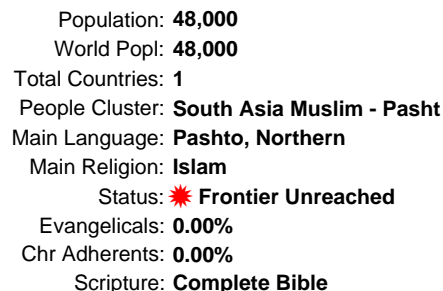 Population: 48,000
World Popl: 48,000
Total Countries: 1
People Cluster: South Asia Muslim - Pasht
Main Language: Pashto, Northern
Main Religion: Islam
Status: Frontier Unreached
Evangelicals: 0.00%
Chr Adherents: 0.00%
Scripture: Complete Bible